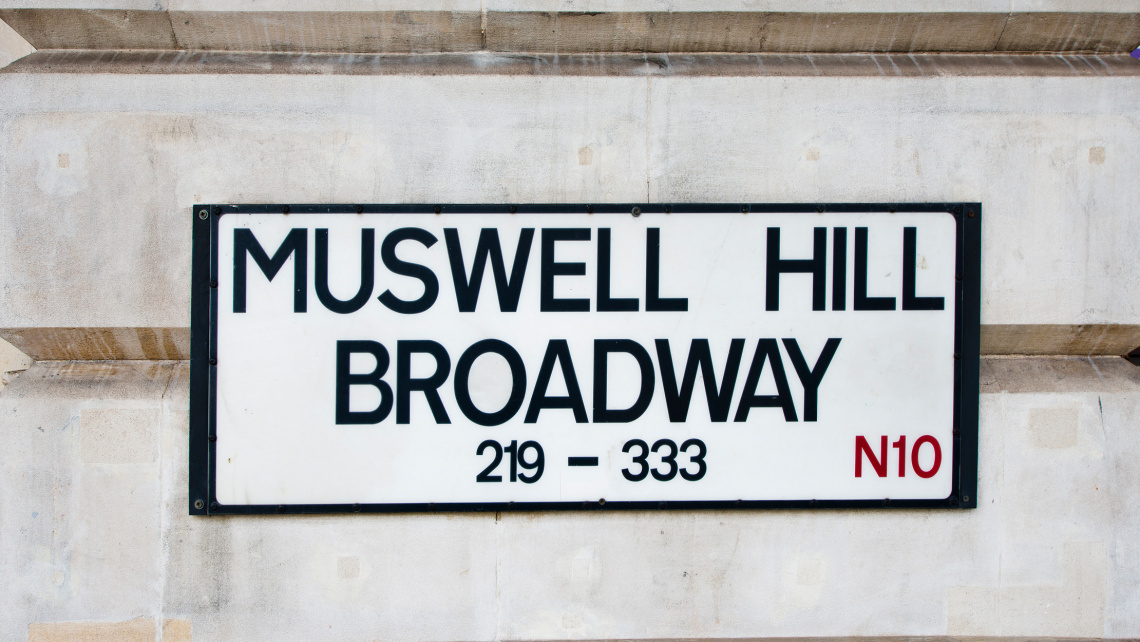 MUSWELL HILL
BROADWAY
219 - 333
N10